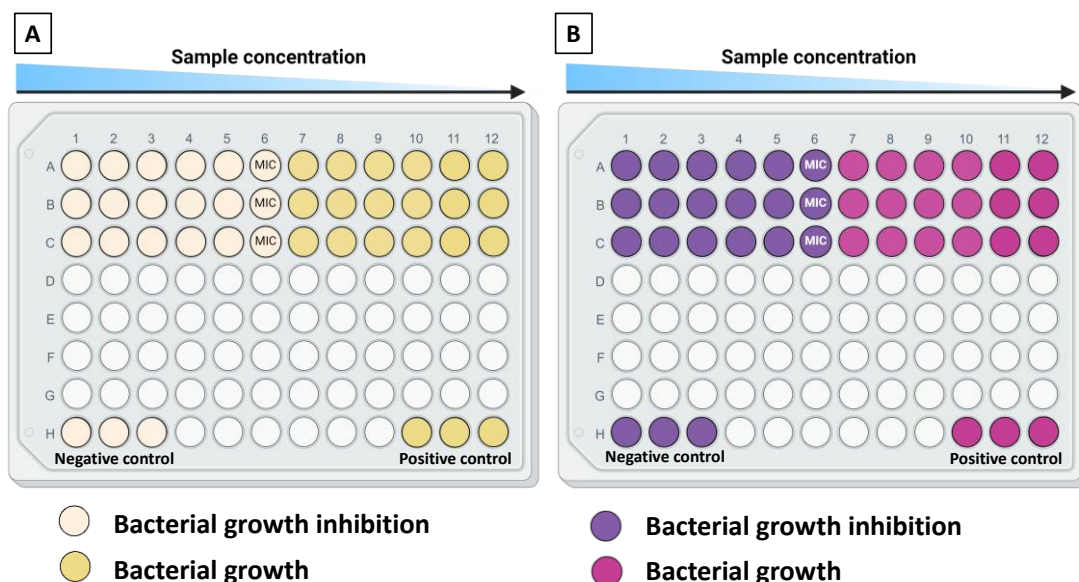 A
Sample concentration
1 2 3 4 5 6 7 8 9 10 11 12
A MIC
B MIC
C MIC
D
E
F
G
H
Negative control Positive control
Bacterial growth inhibition
Bacterial growth
B
Sample concentration
1 2 3 4 5 6 7 8 9 10 11 12
A MIC
B MIC
C MIC
D
E
F
G
H
Negative control Positive control
Bacterial growth inhibition
Bacterial growth